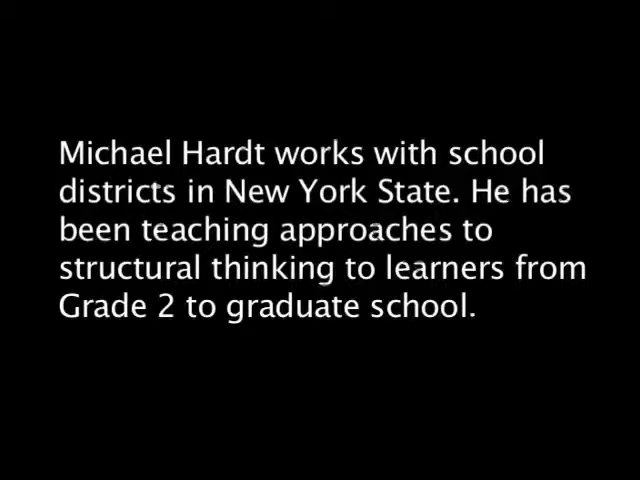 Michael Hardt works with school
districts in New York State. He has
been teaching approaches to
structural thinking to learners from
Grade 2 to graduate school.